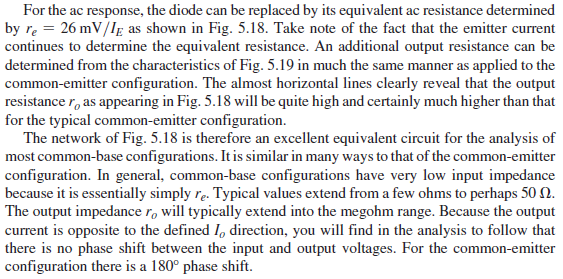 For the ac response, the diode can be replaced by its equivalent ac resistance determined
by re = 26 mV/IE as shown in Fig. 5.18. Take note of the fact that the emitter current
continues to determine the equivalent resistance. An additional output resistance can be
determined from the characteristics of Fig. 5.19 in much the same manner as applied to the
common-emitter configuration. The almost horizontal lines clearly reveal that the output
resistance ro as appearing in Fig. 5.18 will be quite high and certainly much higher than that
for the typical common-emitter configuration.
The network of Fig. 5.18 is therefore an excellent equivalent circuit for the analysis of
most common-base configurations. It is similar in many ways to that of the common-emitter
configuration. In general, common-base configurations have very low input impedance
because it is essentially simply re. Typical values extend from a few ohms to perhaps 50 Ω.
The output impedance ro will typically extend into the megohm range. Because the output
current is opposite to the defined Io direction, you will find in the analysis to follow that
there is no phase shift between the input and output voltages. For the common-emitter
configuration there is a 180° phase shift.